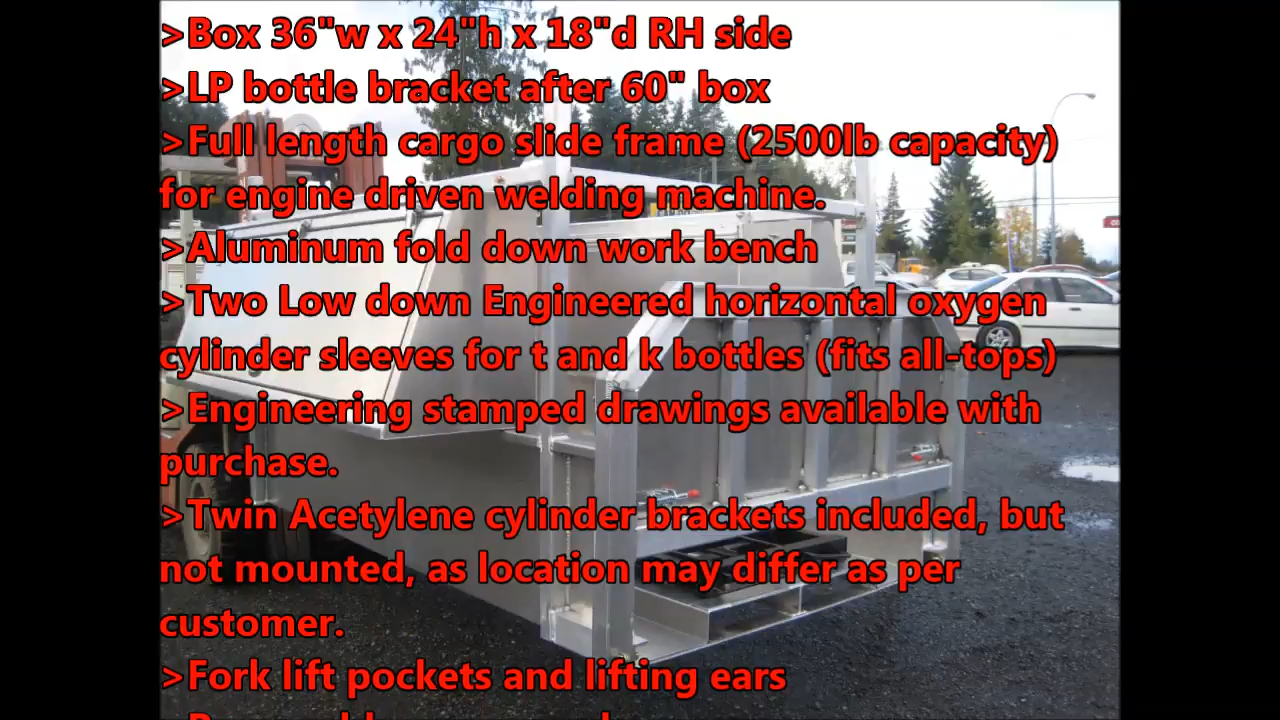 >Box 36"w x 24"h x 18"d RH side
>LP bottle bracket after 60" box
>Full length cargo slide frame (2500lb capacity)
for engine driven welding machine.
>Aluminum fold down work bench
>Two Low down Engineered horizontal oxygen
cylinder sleeves for t and k bottles (fits all-tops)
>Engineering stamped drawings available with
purchase.
>Twin Acetylene cylinder brackets included, but
not mounted, as location may differ as per
customer.
>Fork lift pockets and lifting ears